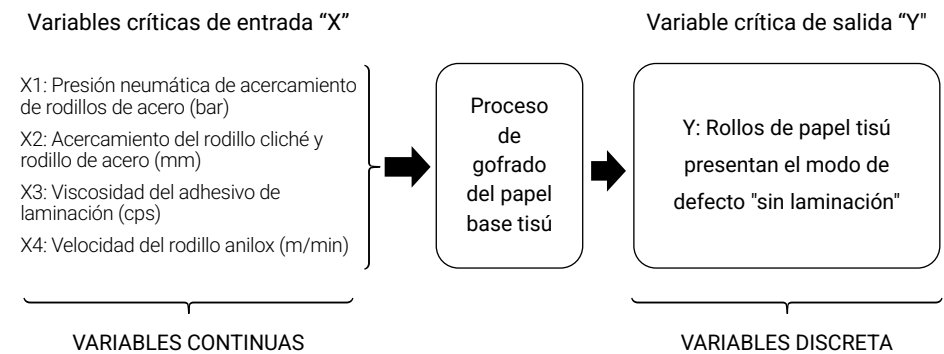 Variables críticas de entrada “X”
Variable crítica de salida “Y"
X1: Presión neumática de acercamiento
de rodillos de acero (bar)
X2: Acercamiento del rodillo cliché y
rodillo de acero (mm)
X3: Viscosidad del adhesivo de
laminación (cps)
X4: Velocidad del rodillo anilox (m/min)
Proceso
de
gofrado
del papel
base tisú
Y: Rollos de papel tisú
presentan el modo de
defecto "sin laminación"
VARIABLES CONTINUAS
VARIABLES DISCRETA